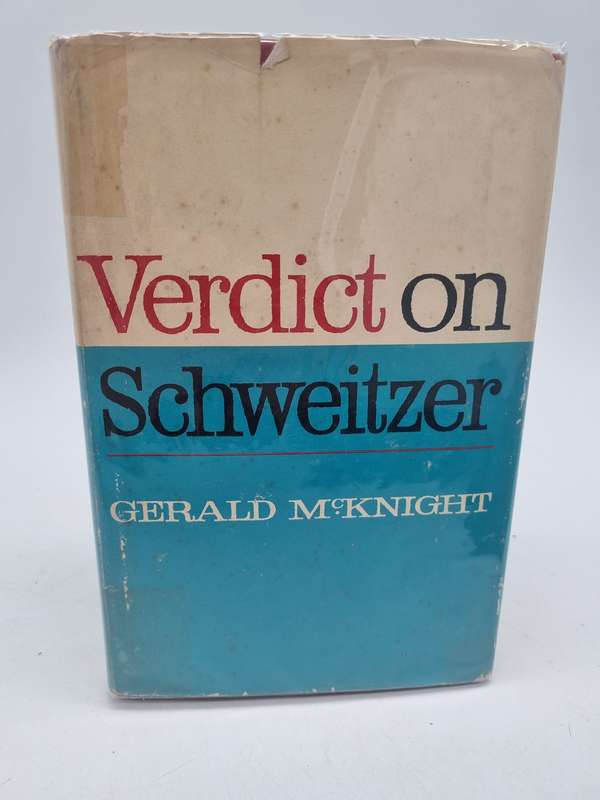 Verdict on
Schweitzer
GERALD McKNIGHT